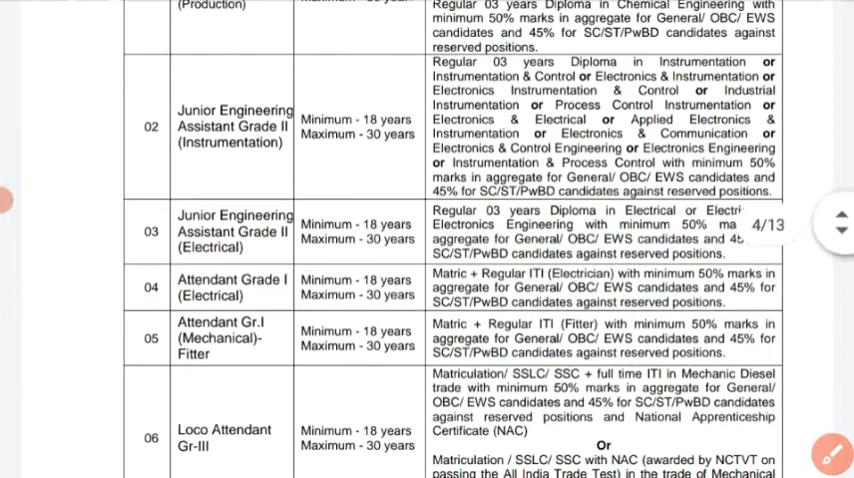 (Production)
Regular 03 years Diploma in Chemical Engineering with
minimum 50% marks in aggregate for General/ OBC/ EWS
candidates and 45% for SC/ST/PwBD candidates against
reserved positions.
02
Junior Engineering
Assistant Grade II
(Instrumentation)
Minimum - 18 years
Maximum - 30 years
Regular 03 years Diploma in Instrumentation or
Instrumentation & Control or Electronics & Instrumentation or
Electronics Instrumentation & Control or Industrial
Instrumentation or Process Control Instrumentation or
Electronics & Electrical or Applied Electronics &
Instrumentation or Electronics & Communication or
Electronics & Control Engineering or Electronics Engineering
or Instrumentation & Process Control with minimum 50%
marks in aggregate for General/ OBC/ EWS candidates and
45% for SC/ST/PwBD candidates against reserved positions.
03
Junior Engineering
Assistant Grade II
(Electrical)
Minimum - 18 years
Maximum - 30 years
Regular 03 years Diploma in Electrical or
Electronics Engineering with minimum 50%
aggregate for General/ OBC/ EWS candidates and
SC/ST/PwBD candidates against reserved positions.
4/13
04
Attendant Grade I
(Electrical)
Minimum - 18 years
Maximum - 30 years
Matric + Regular ITI (Electrician) with minimum 50% marks in
aggregate for General/ OBC/ EWS candidates and 45% for
SC/ST/PwBD candidates against reserved positions.
05
Attendant Gr.I
(Mechanical)-
Fitter
Minimum - 18 years
Maximum - 30 years
Matric + Regular ITI (Fitter) with minimum 50% marks in
aggregate for General/ OBC/ EWS candidates and 45% for
SC/ST/PwBD candidates against reserved positions.
06
Loco Attendant
Gr-III
Minimum - 18 years
Maximum - 30 years
Matriculation/ SSLC/ SSC + full time ITI in Mechanic Diesel
trade with minimum 50% marks in aggregate for General/
OBC/ EWS candidates and 45% for SC/ST/PwBD candidates
against reserved positions and National Apprenticeship
Certificate (NAC)
Or
Matriculation / SSLC/ SSC with NAC (awarded by NCTVT on
passing the All India Trade Test) in the trade of Mechanical